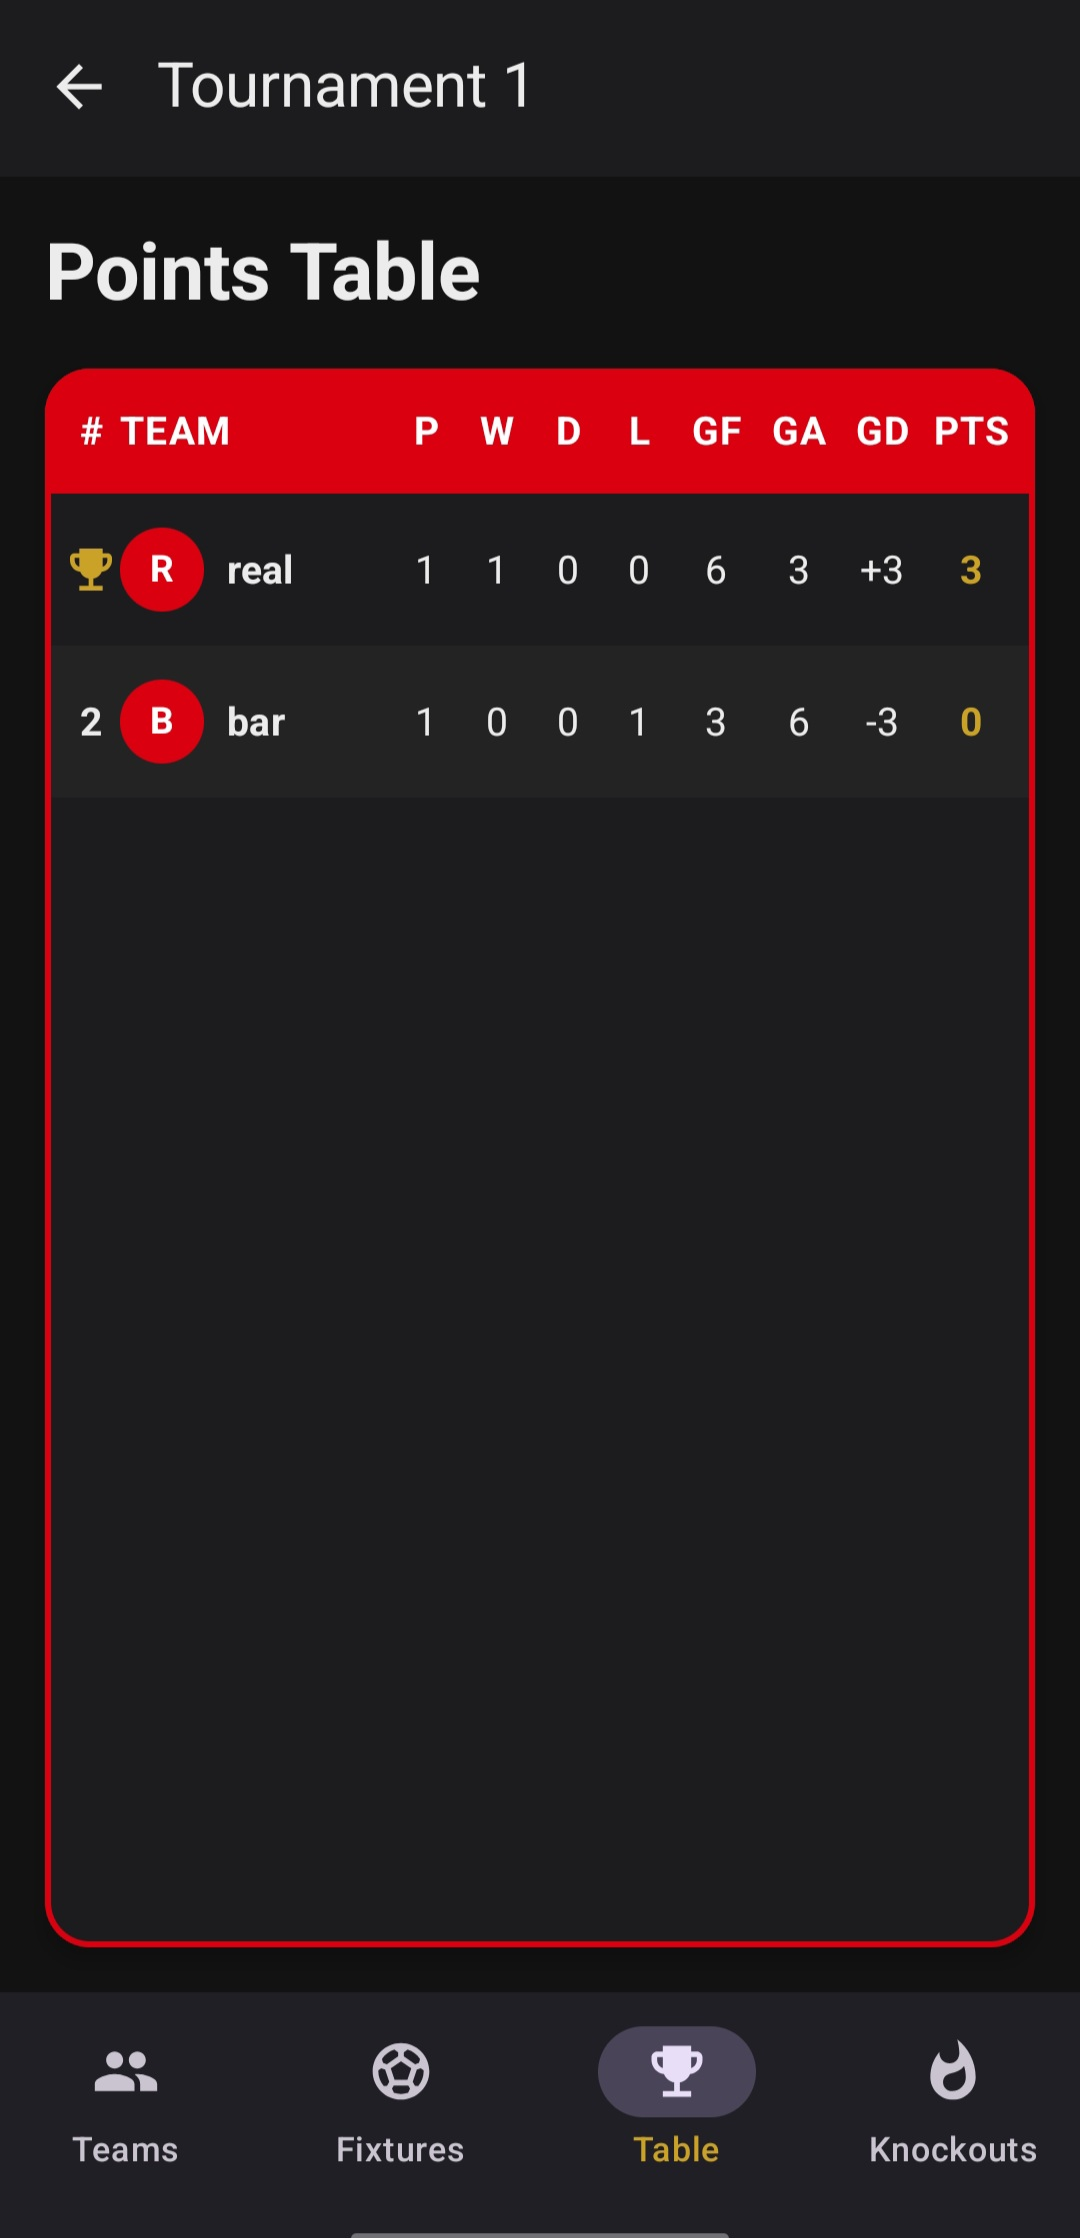 Tournament 1
Points Table
# TEAM P W D L GF GA GD PTS
R real 1 1 0 0 6 3 +3 3
2 B bar 1 0 0 1 3 6 -3 0
Teams Fixtures Table Knockouts